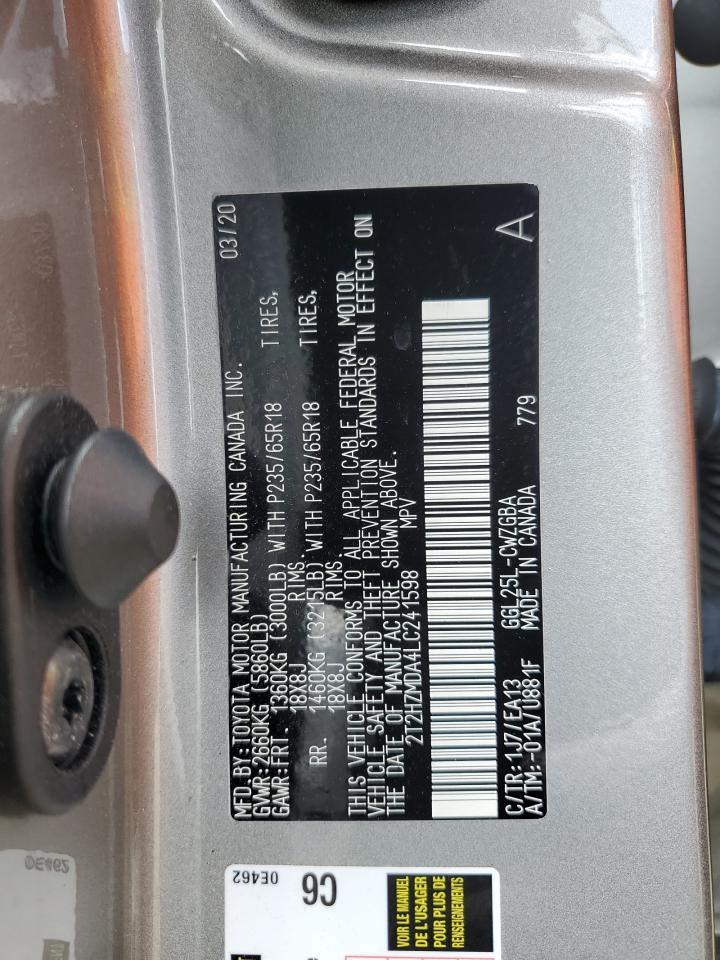 MFD.BY:TOYOTA MOTOR MANUFACTURING CANADA INC. 03/20
GVWR:2660KG (5860LB)
GAWR:FRT. 1360KG (3000LB) WITH P235/65R18 TIRES,
18X8J RIMS.
RR. 1460KG (3215LB) WITH P235/65R18 TIRES,
18X8J RIMS
THIS VEHICLE CONFORMS TO ALL APPLICABLE FEDERAL MOTOR
VEHICLE SAFETY AND THEFT PREVENTION STANDARDS IN EFFECT ON
THE DATE OF MANUFACTURE SHOWN ABOVE.
2T2HZMDA4LC241598 MPV
C/TR:1J7/EA13 GGL25L-CWZGBA
A/TM:-01A/U881F MADE IN CANADA 779
A
0E462
C6
VOIR LE MANUEL
DE L'USAGER
POUR PLUS DE
RENSEIGNEMENTS
0E462